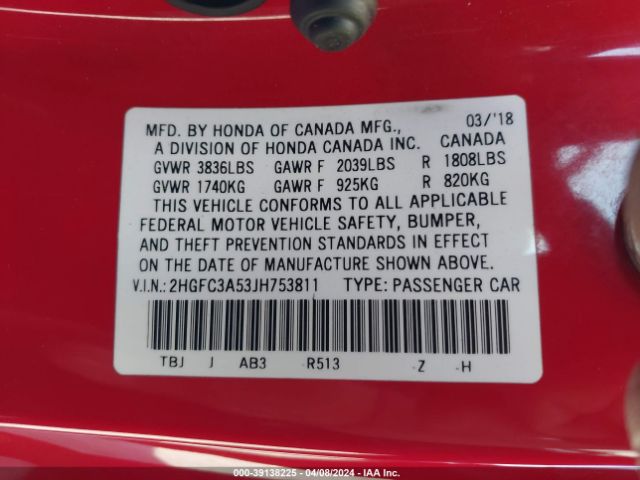 MFD. BY HONDA OF CANADA MFG., 03/'18
A DIVISION OF HONDA CANADA INC. CANADA
GVWR 3836LBS GAWR F 2039LBS R 1808LBS
GVWR 1740KG GAWR F 925KG R 820KG
THIS VEHICLE CONFORMS TO ALL APPLICABLE
FEDERAL MOTOR VEHICLE SAFETY, BUMPER,
AND THEFT PREVENTION STANDARDS IN EFFECT
ON THE DATE OF MANUFACTURE SHOWN ABOVE.
V.I.N.: 2HGFC3A53JH753811 TYPE: PASSENGER CAR
TBJ J AB3 -R513 -Z -H
000-39138225 - 04/08/2024 - IAA Inc.